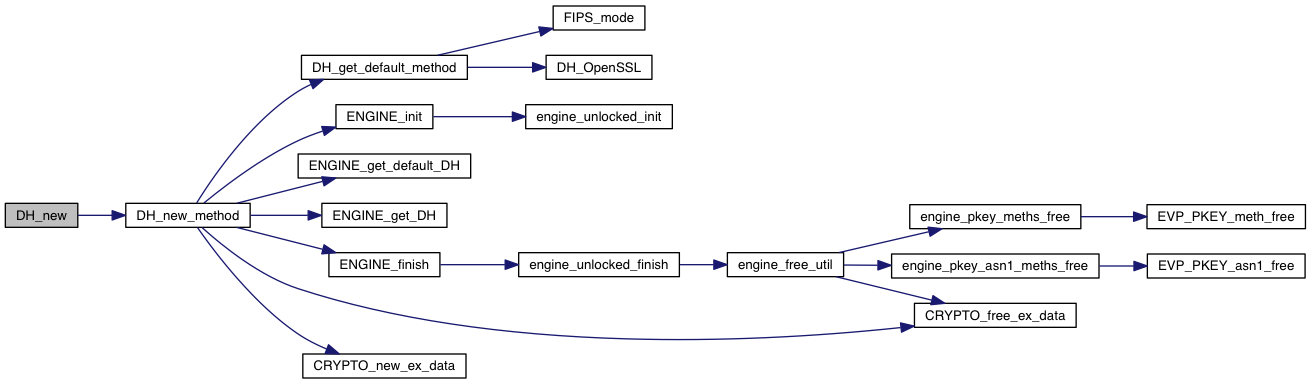 FIPS_mode
DH_get_default_method
DH_OpenSSL
ENGINE_init
engine_unlocked_init
ENGINE_get_default_DH
DH_new
DH_new_method
ENGINE_get_DH
engine_pkey_meths_free
EVP_PKEY_meth_free
ENGINE_finish
engine_unlocked_finish
engine_free_util
engine_pkey_asn1_meths_free
EVP_PKEY_asn1_free
CRYPTO_free_ex_data
CRYPTO_new_ex_data